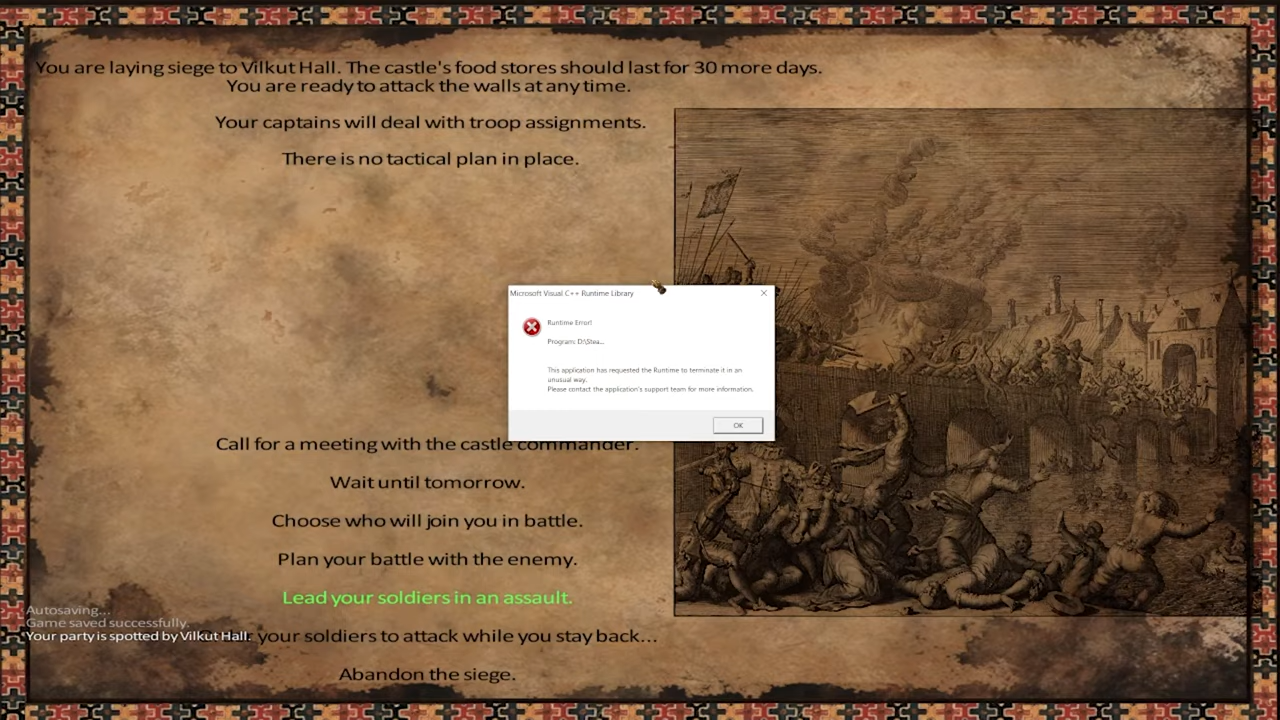 You are laying siege to Vilkut Hall. The castle's food stores should last for 30 more days.
You are ready to attack the walls at any time.
Your captains will deal with troop assignments.
There is no tactical plan in place.
Microsoft Visual C++ Runtime Library
Runtime Error!
Program: D:\Stea...
This application has requested the Runtime to terminate it in an
unusual way.
Please contact the application's support team for more information.
OK
Call for a meeting with the castle commander.
Wait until tomorrow.
Choose who will join you in battle.
Plan your battle with the enemy.
Lead your soldiers in an assault.
Autosaving...
Game saved successfully.
Your party is spotted by Vilkut Hall.
your soldiers to attack while you stay back...
Abandon the siege.